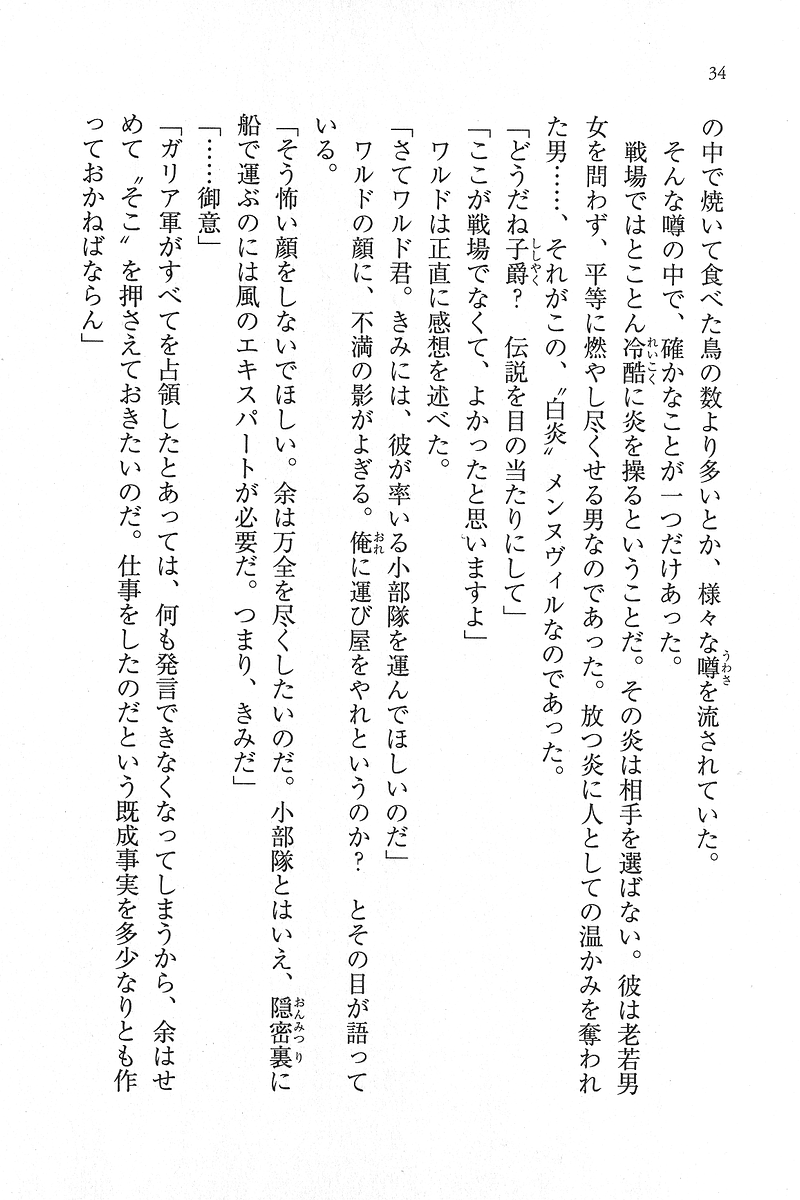 34
の中で焼いて食べた鳥の数より多いとか、様々な噂を流されていた。
そんな噂の中で、確かなことが一つだけあった。
戦場ではとことん冷酷に炎を操るということだ。その炎は相手を選ばない。彼は老若男
女を問わず、平等に燃やし尽くせる男なのであった。放つ炎に人としての温かみを奪われ
た男……、それがこの、〝白炎〟メンヌヴィルなのであった。
「どうだね子爵？　伝説を目の当たりにして」
「ここが戦場でなくて、よかったと思いますよ」
ワルドは正直に感想を述べた。
「さてワルド君。きみには、彼が率いる小部隊を運んでほしいのだ」
ワルドの顔に、不満の影がよぎる。俺に運び屋をやれというのか？　とその目が語って
いる。
「そう怖い顔をしないでほしい。余は万全を尽くしたいのだ。小部隊とはいえ、隠密裏に
船で運ぶのには風のエキスパートが必要だ。つまり、きみだ」
「……御意」
「ガリア軍がすべてを占領したとあっては、何も発言できなくなってしまうから、余はせ
めて〝そこ〟を押さえておきたいのだ。仕事をしたのだという既成事実を多少なりとも作
っておかねばならん」